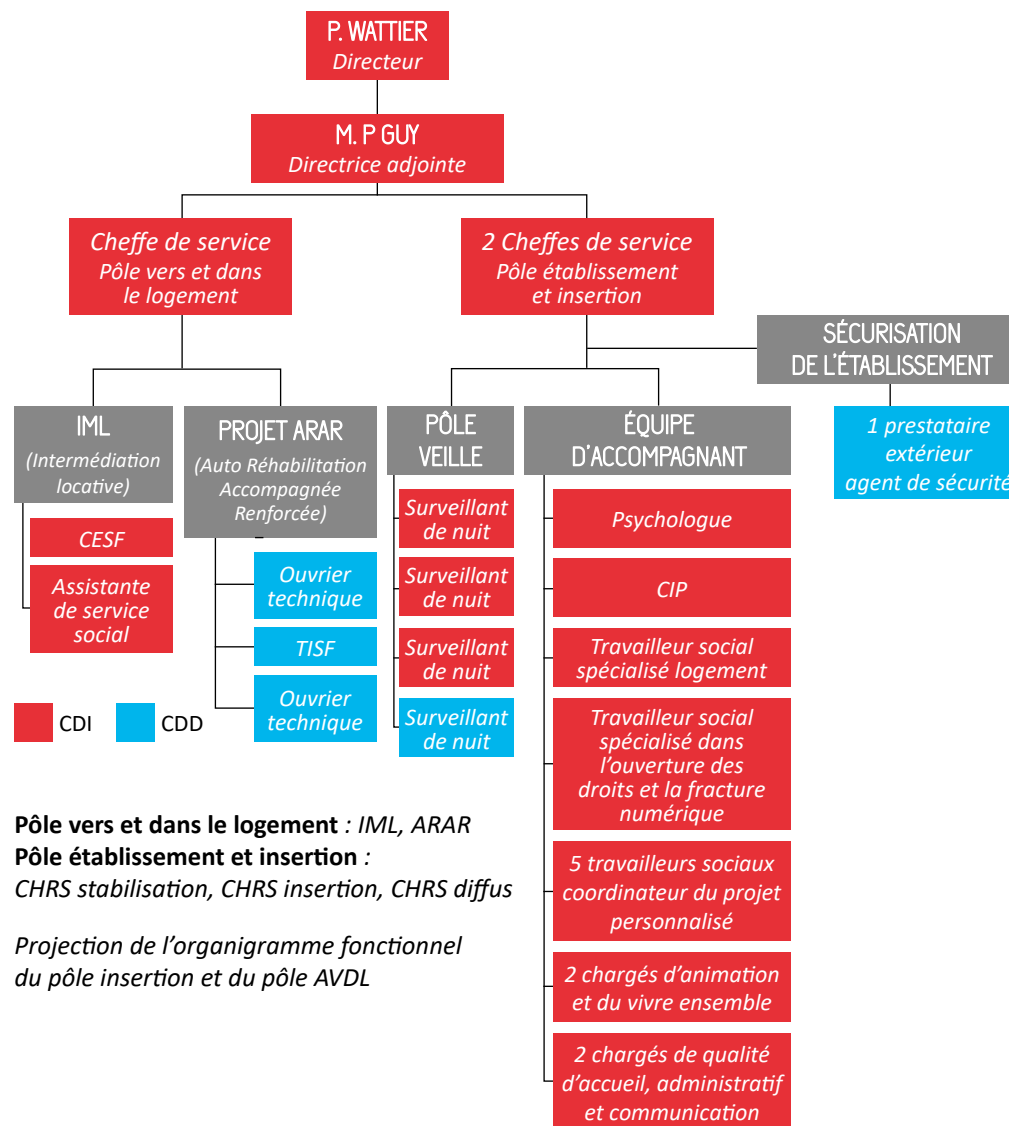 P. WATTIER
Directeur
M. P GUY
Directrice adjointe
Cheffe de service
Pôle vers et dans
le logement
2 Cheffes de service
Pôle établissement
et insertion
SÉCURISATION
DE L'ÉTABLISSEMENT
1 prestataire
extérieur
agent de sécurité
IML
(Intermédiation
locative)
CESF
Assistante
de service
social
PROJET ARAR
(Auto Réhabilitation
Accompagnée
Renforcée)
Ouvrier
technique
TISF
Ouvrier
technique
PÔLE
VEILLE
Surveillant
de nuit
Surveillant
de nuit
Surveillant
de nuit
Surveillant
de nuit
ÉQUIPE
D'ACCOMPAGNANT
Psychologue
CIP
Travailleur social
spécialisé logement
Travailleur social
spécialisé dans
l'ouverture des
droits et la fracture
numérique
5 travailleurs sociaux
coordinateur du projet
personnalisé
2 chargés d'animation
et du vivre ensemble
2 chargés de qualité
d'accueil, administratif
et communication
CDI
CDD
Pôle vers et dans le logement : IML, ARAR
Pôle établissement et insertion :
CHRS stabilisation, CHRS insertion, CHRS diffus
Projection de l'organigramme fonctionnel
du pôle insertion et du pôle AVDL